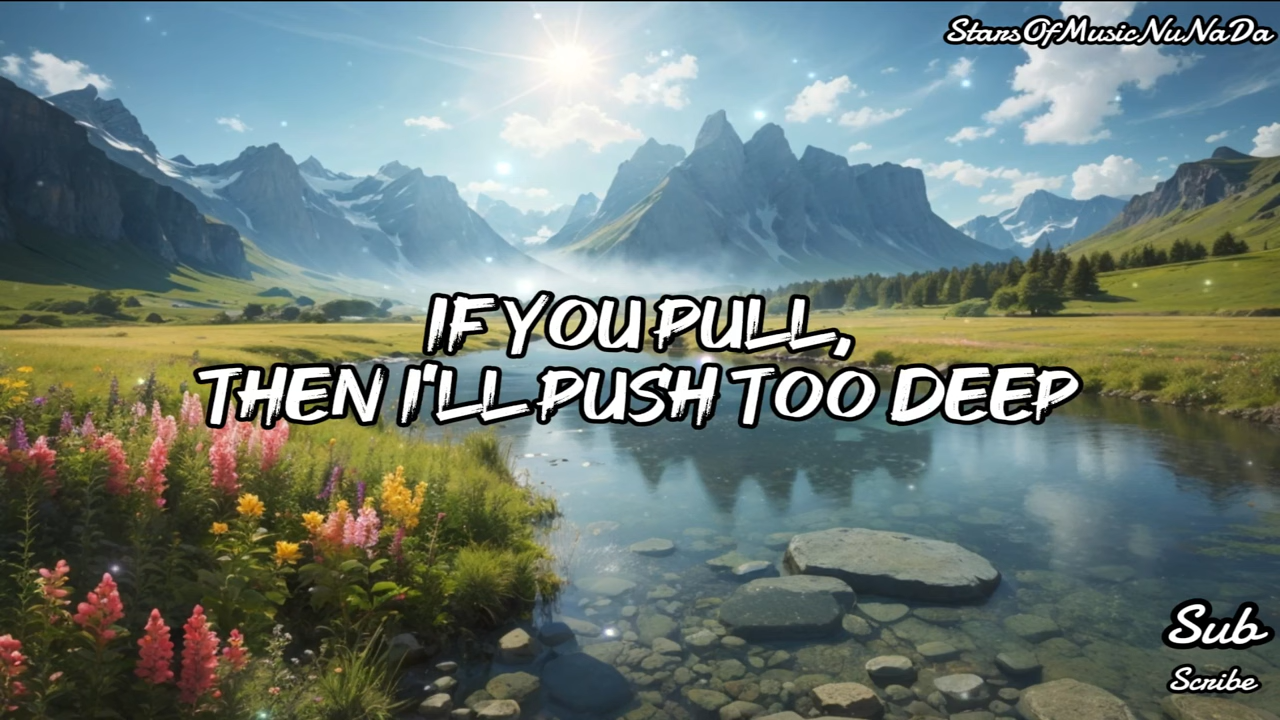 StarsOfMusicNuNaDa
IF YOU PULL,
THEN I'LL PUSH TOO DEEP
Sub
Scribe